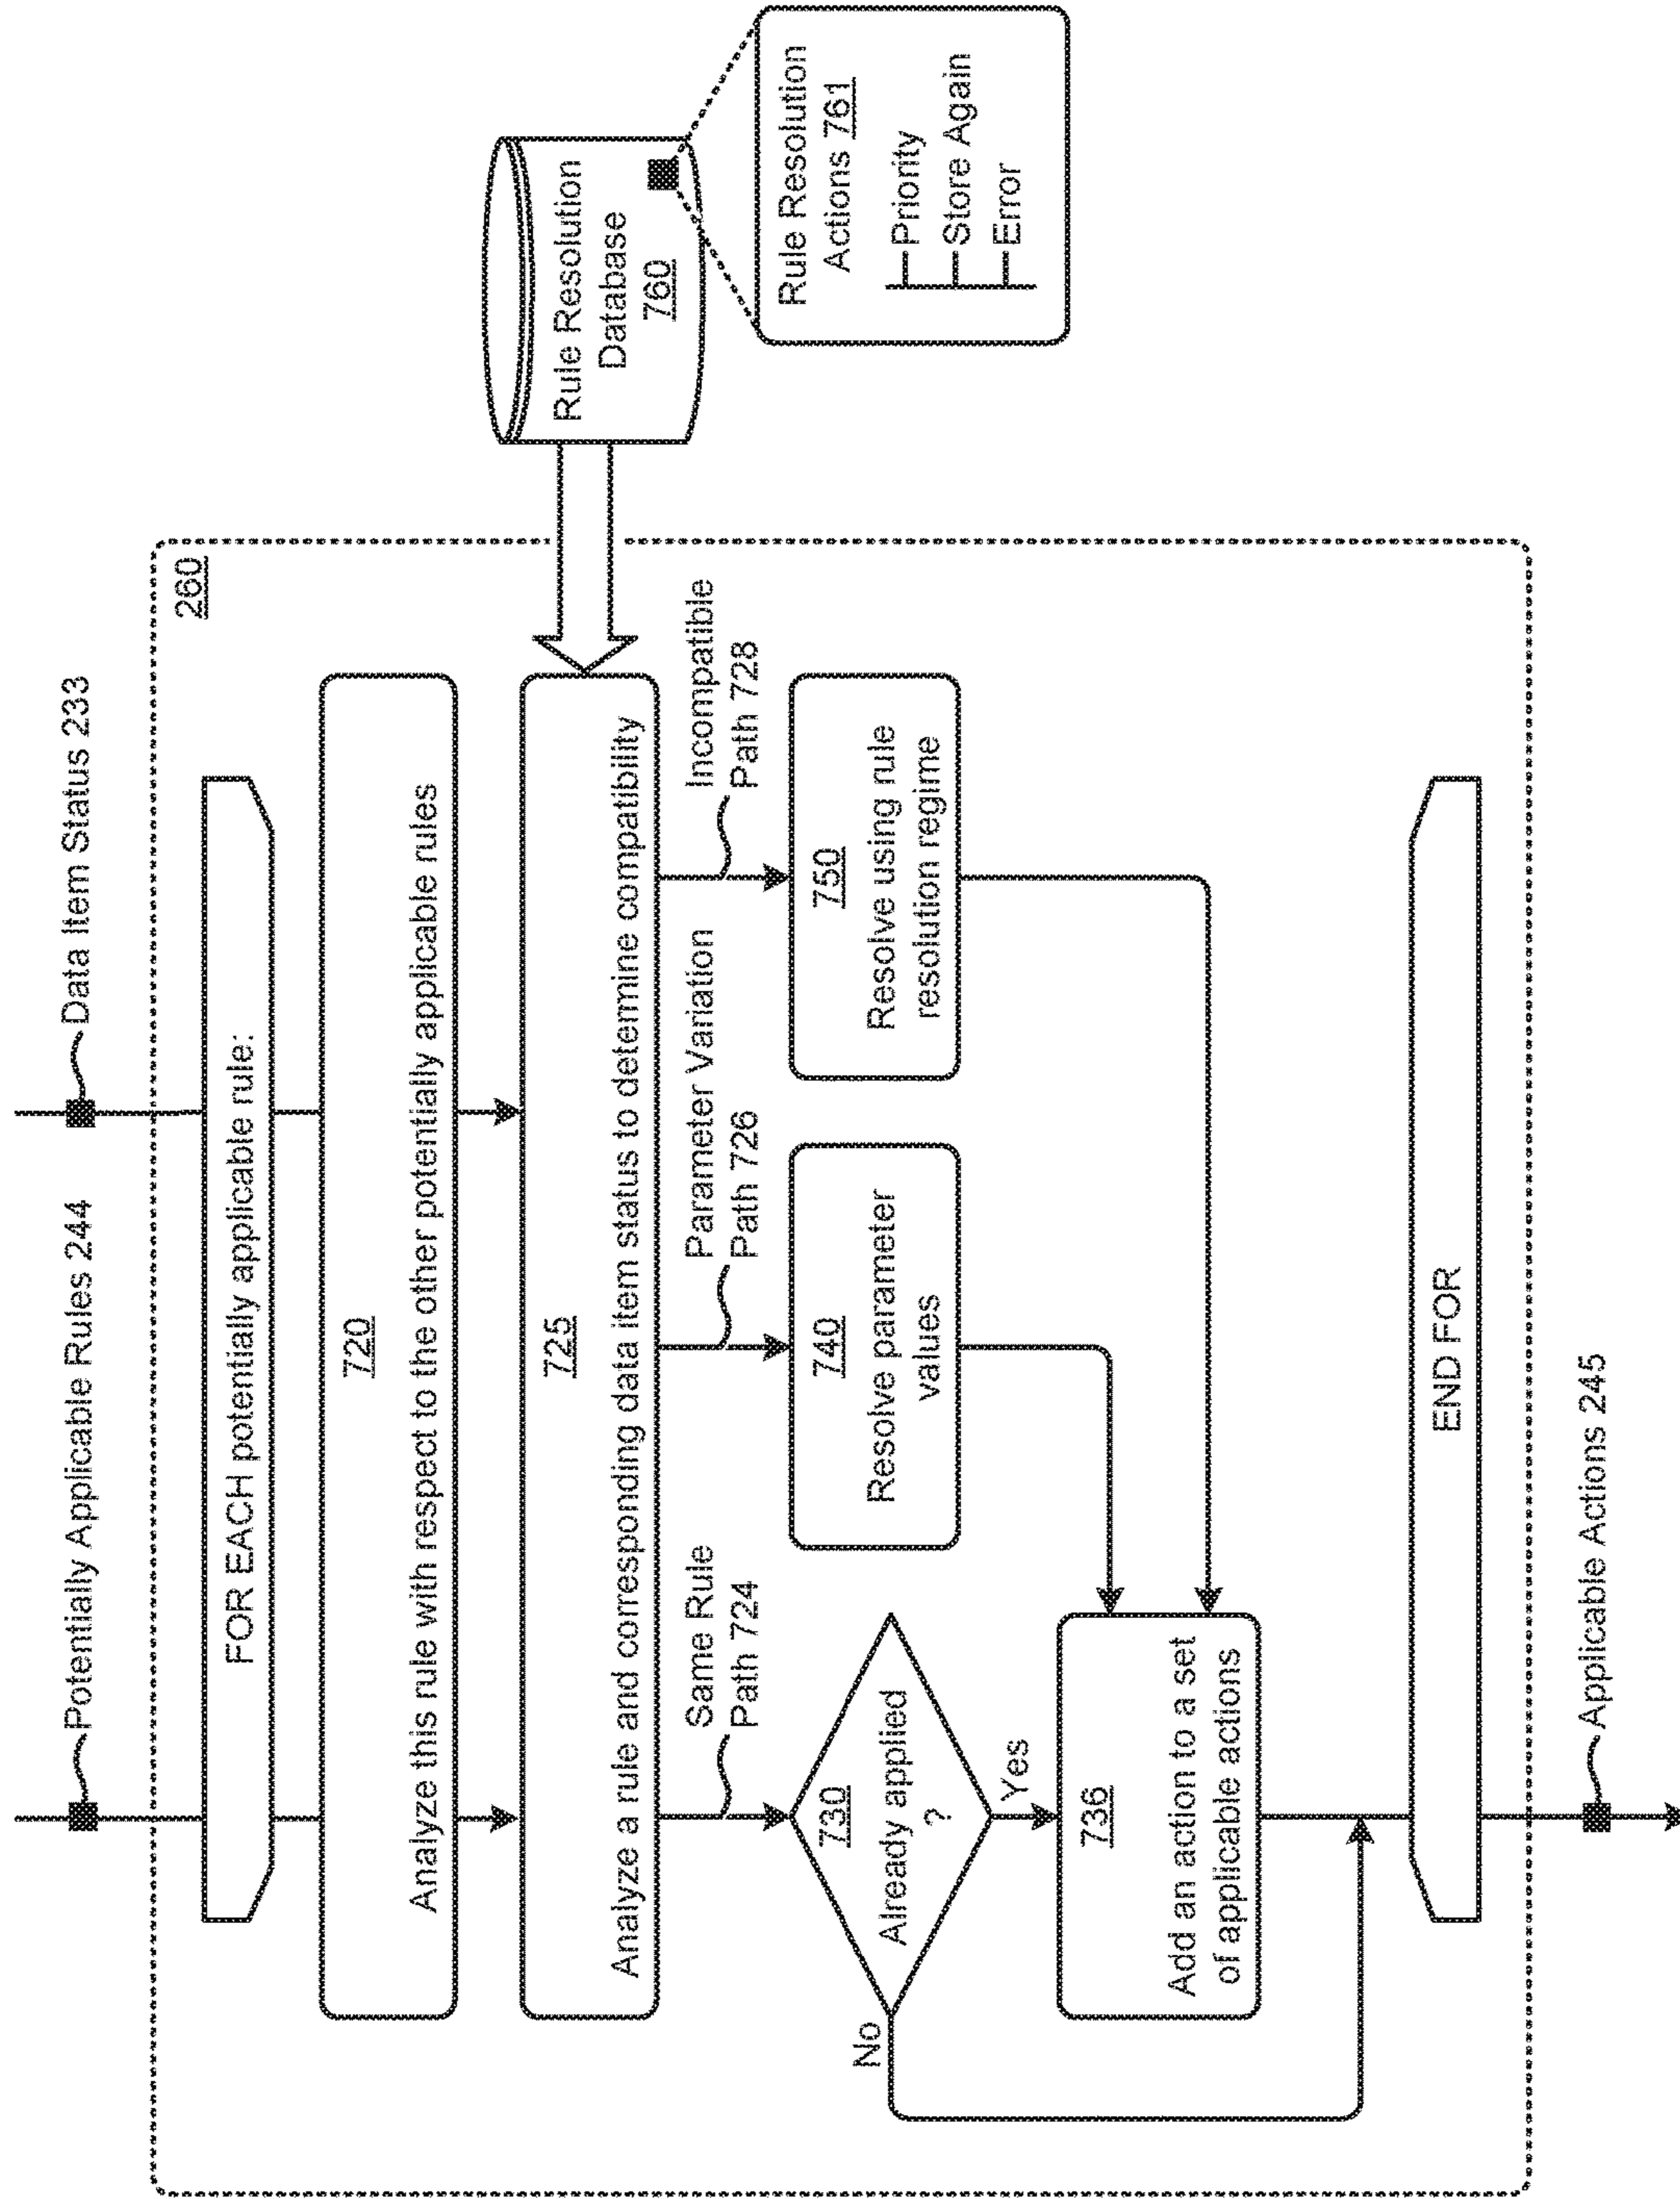 Potentially Applicable Rules 244
Data Item Status 233
260
FOR EACH potentially applicable rule:
720
Analyze this rule with respect to the other potentially applicable rules
725
Analyze a rule and corresponding data item status to determine compatibility
Rule Resolution
Database
760
Rule Resolution
Actions 761
Priority
Store Again
Error
Same Rule
Path 724
Parameter Variation
Path 726
Incompatible
Path 728
730
Already applied
?
No
Yes
740
Resolve parameter
values
750
Resolve using rule
resolution regime
736
Add an action to a set
of applicable actions
END FOR
Applicable Actions 245